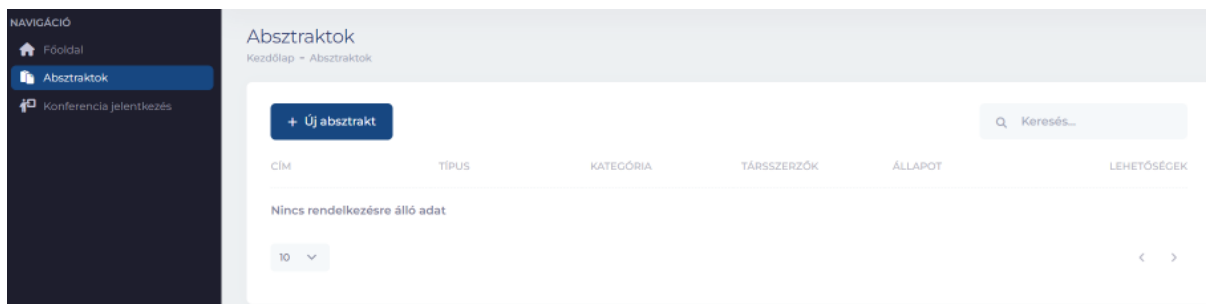 NAVIGÁCIÓ
Főoldal
Absztraktok
Konferencia jelentkezés
Absztraktok
Kezdőlap - Absztraktok
+ Új absztrakt
Keresés...
CÍM TÍPUS KATEGÓRIA TÁRSSZERZŐK ÁLLAPOT LEHETŐSÉGEK
Nincs rendelkezésre álló adat
10